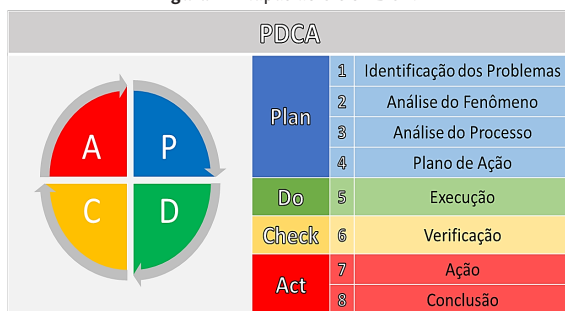 PDCA
A P
C D
Plan
1 Identificação dos Problemas
2 Análise do Fenômeno
3 Análise do Processo
4 Plano de Ação
Do 5 Execução
Check 6 Verificação
Act
7 Ação
8 Conclusão